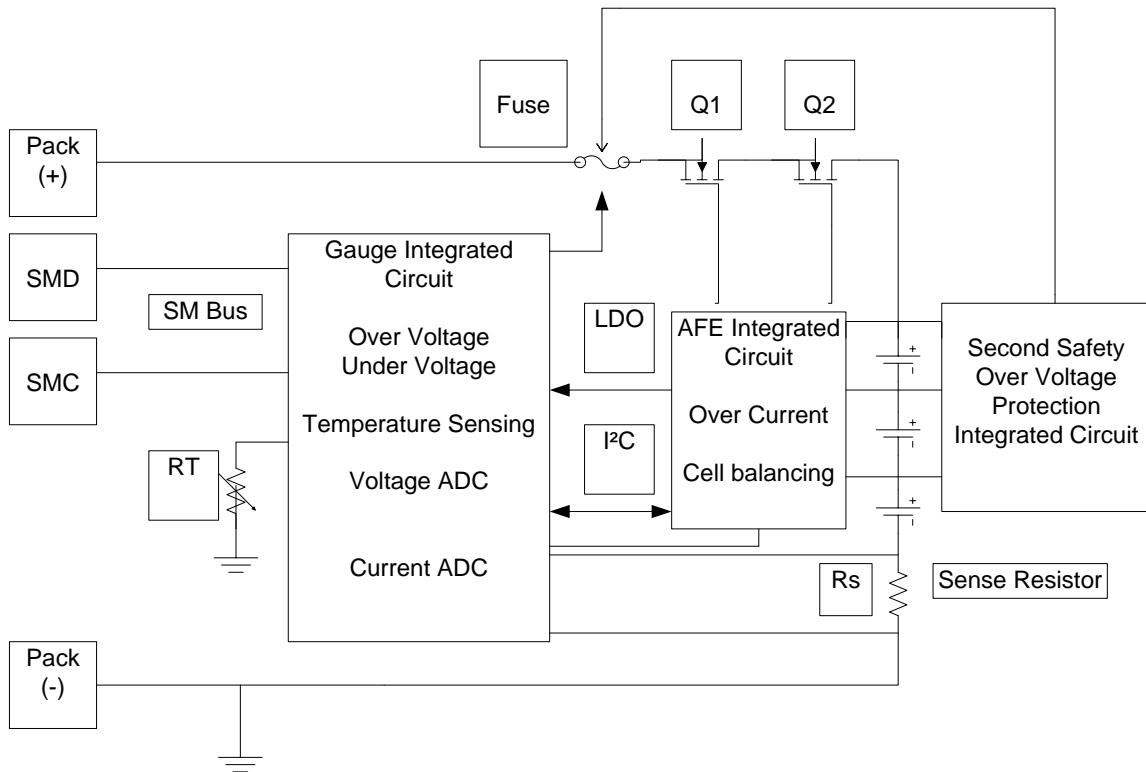 Fuse
Q1
Q2
Pack
(+)
SMD
SM Bus
SMC
RT
Pack
(-)
Gauge Integrated
Circuit
Over Voltage
Under Voltage
Temperature Sensing
Voltage ADC
Current ADC
LDO
I²C
AFE Integrated
Circuit
Over Current
Cell balancing
+
-
+
-
+
-
Second Safety
Over Voltage
Protection
Integrated Circuit
Rs
Sense Resistor